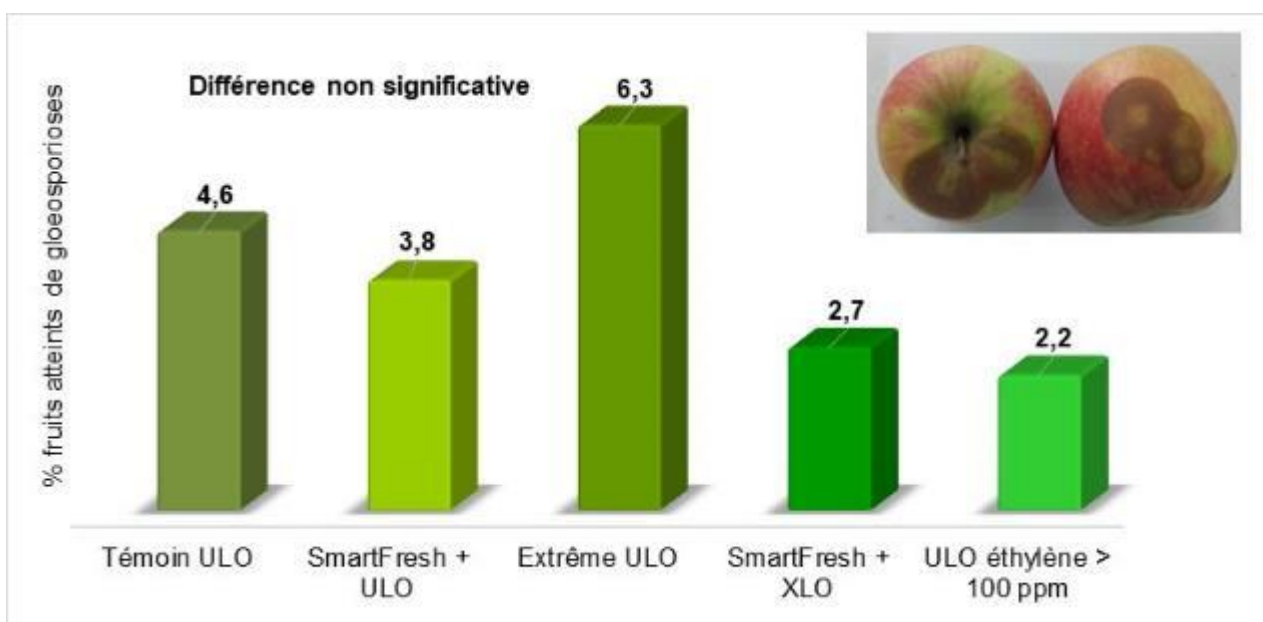 % fruits atteints de gloeosporioses
Différence non significative
4,6
3,8
6,3
2,7
2,2
Témoin ULO
SmartFresh +
ULO
Extrême ULO
SmartFresh +
XLO
ULO éthylène >
100 ppm